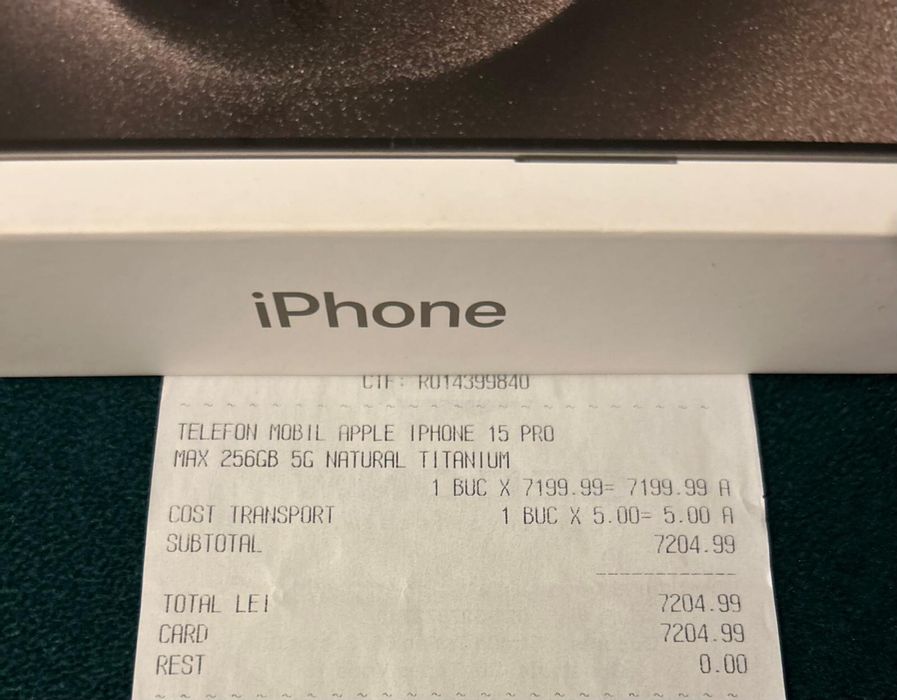 iPhone
CIF: RO14399840
~ ~ ~ ~ ~ ~ ~ ~ ~ ~ ~ ~ ~ ~ ~ ~ ~ ~ ~ ~ ~
TELEFON MOBIL APPLE IPHONE 15 PRO
MAX 256GB 5G NATURAL TITANIUM
1 BUC X 7199.99= 7199.99 A
COST TRANSPORT 1 BUC X 5.00= 5.00 A
SUBTOTAL 7204.99
--------------
TOTAL LEI 7204.99
CARD 7204.99
REST 0.00
~ ~ ~ ~ ~ ~ ~ ~ ~ ~ ~ ~ ~ ~ ~ ~ ~ ~ ~ ~ ~